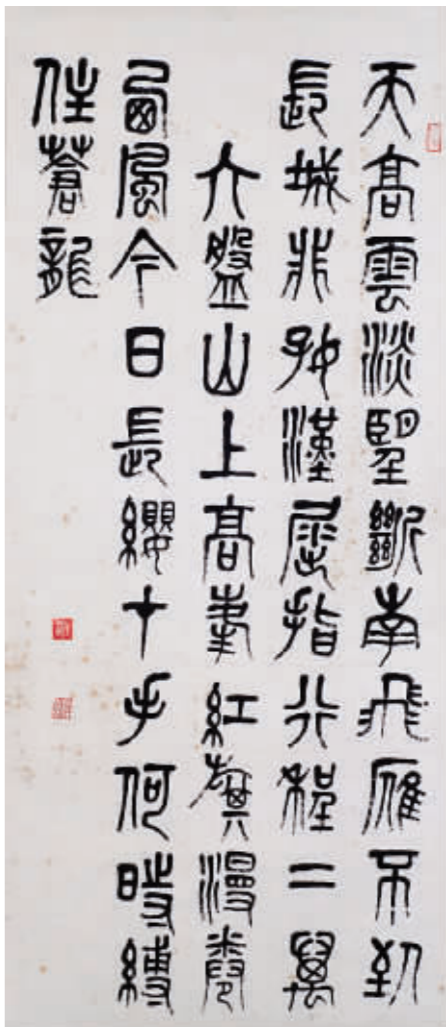 天高雲淡望斷南飛雁不到
長城非好漢屈指行程二萬
六盤山上高峯紅旗漫卷
西風今日長纓在手何時縛
住蒼龍